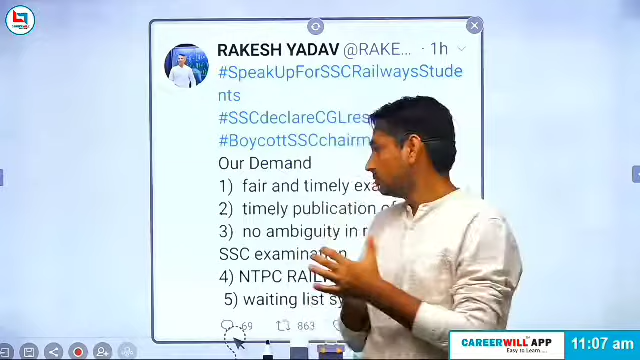 RAKESH YADAV @RAKE... · 1h
#SpeakUpForSSCRailwaysStude
nts
#SSCdeclareCGLres
#BoycottSSCchairm
Our Demand
1) fair and timely exa
2) timely publication of
3) no ambiguity in r
SSC examination
4) NTPC RAIL
5) waiting list sy
69 863
CAREERWILL APP
Easy to Learn
11:07 am